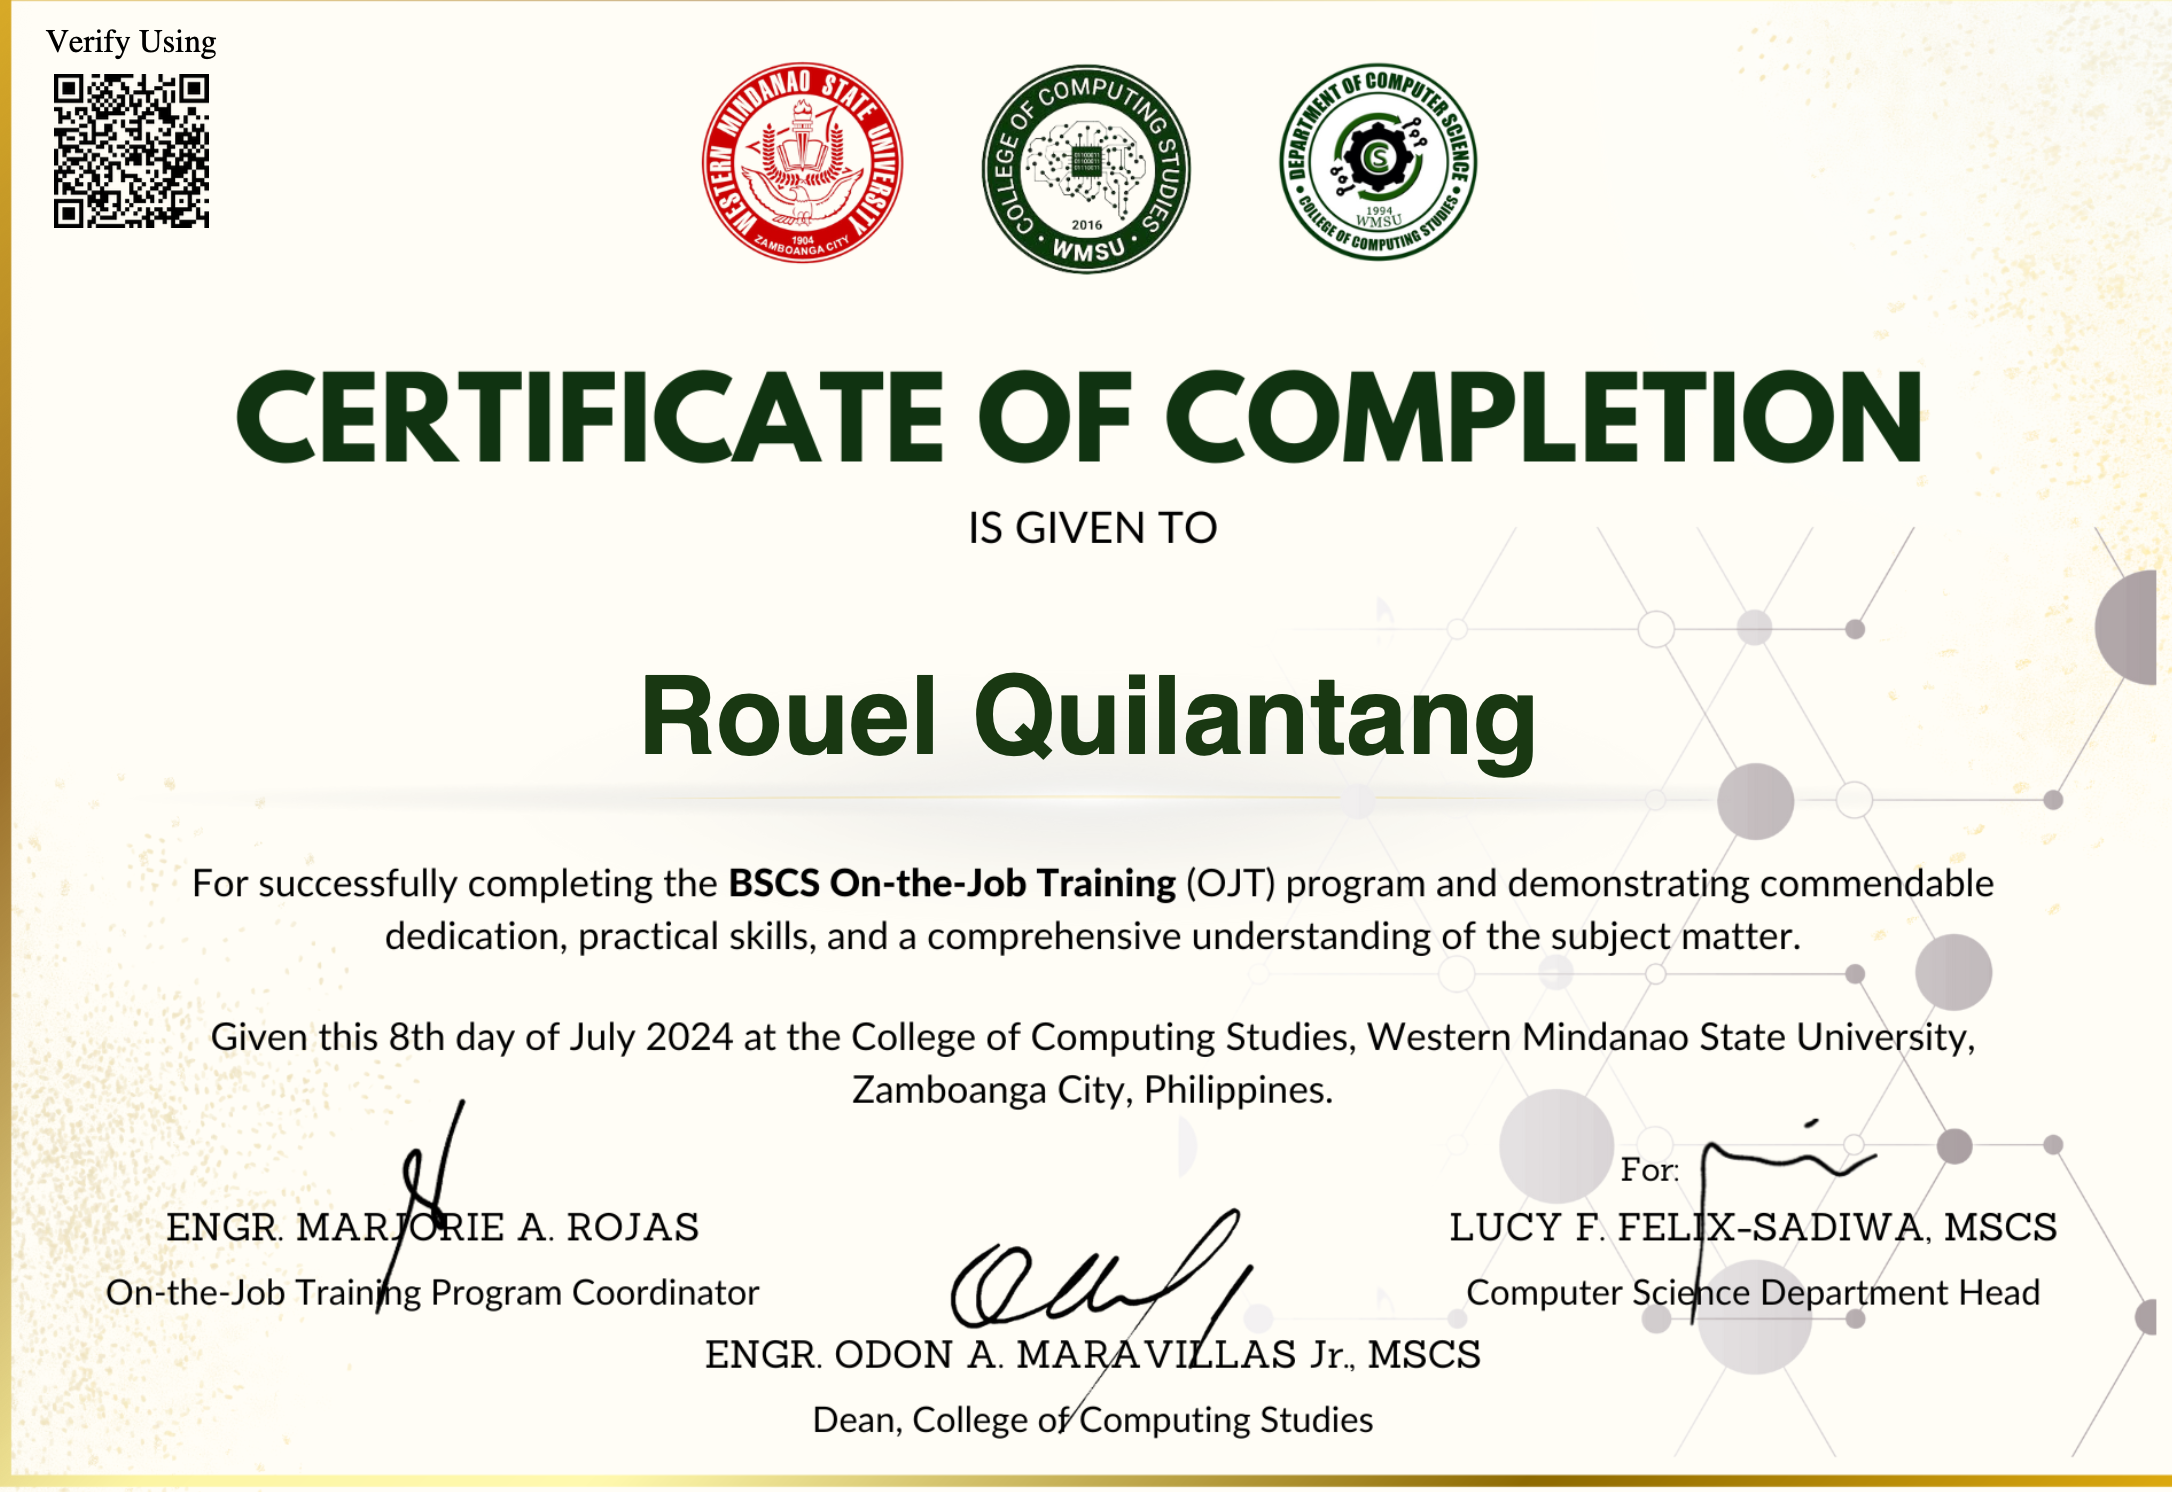 Verify Using
WESTERN MINDANAO STATE UNIVERSITY
1904
ZAMBOANGA CITY
COLLEGE OF COMPUTING STUDIES
2016
• WMSU •
DEPARTMENT OF COMPUTER SCIENCE
CS
1994
WMSU
• COLLEGE OF COMPUTING STUDIES •
CERTIFICATE OF COMPLETION
IS GIVEN TO
Rouel Quilantang
For successfully completing the BSCS On-the-Job Training (OJT) program and demonstrating commendable
dedication, practical skills, and a comprehensive understanding of the subject matter.
Given this 8th day of July 2024 at the College of Computing Studies, Western Mindanao State University,
Zamboanga City, Philippines.
For:
ENGR. MARJORIE A. ROJAS
LUCY F. FELIX-SADIWA, MSCS
On-the-Job Training Program Coordinator
Computer Science Department Head
ENGR. ODON A. MARAVILLAS Jr., MSCS
Dean, College of Computing Studies